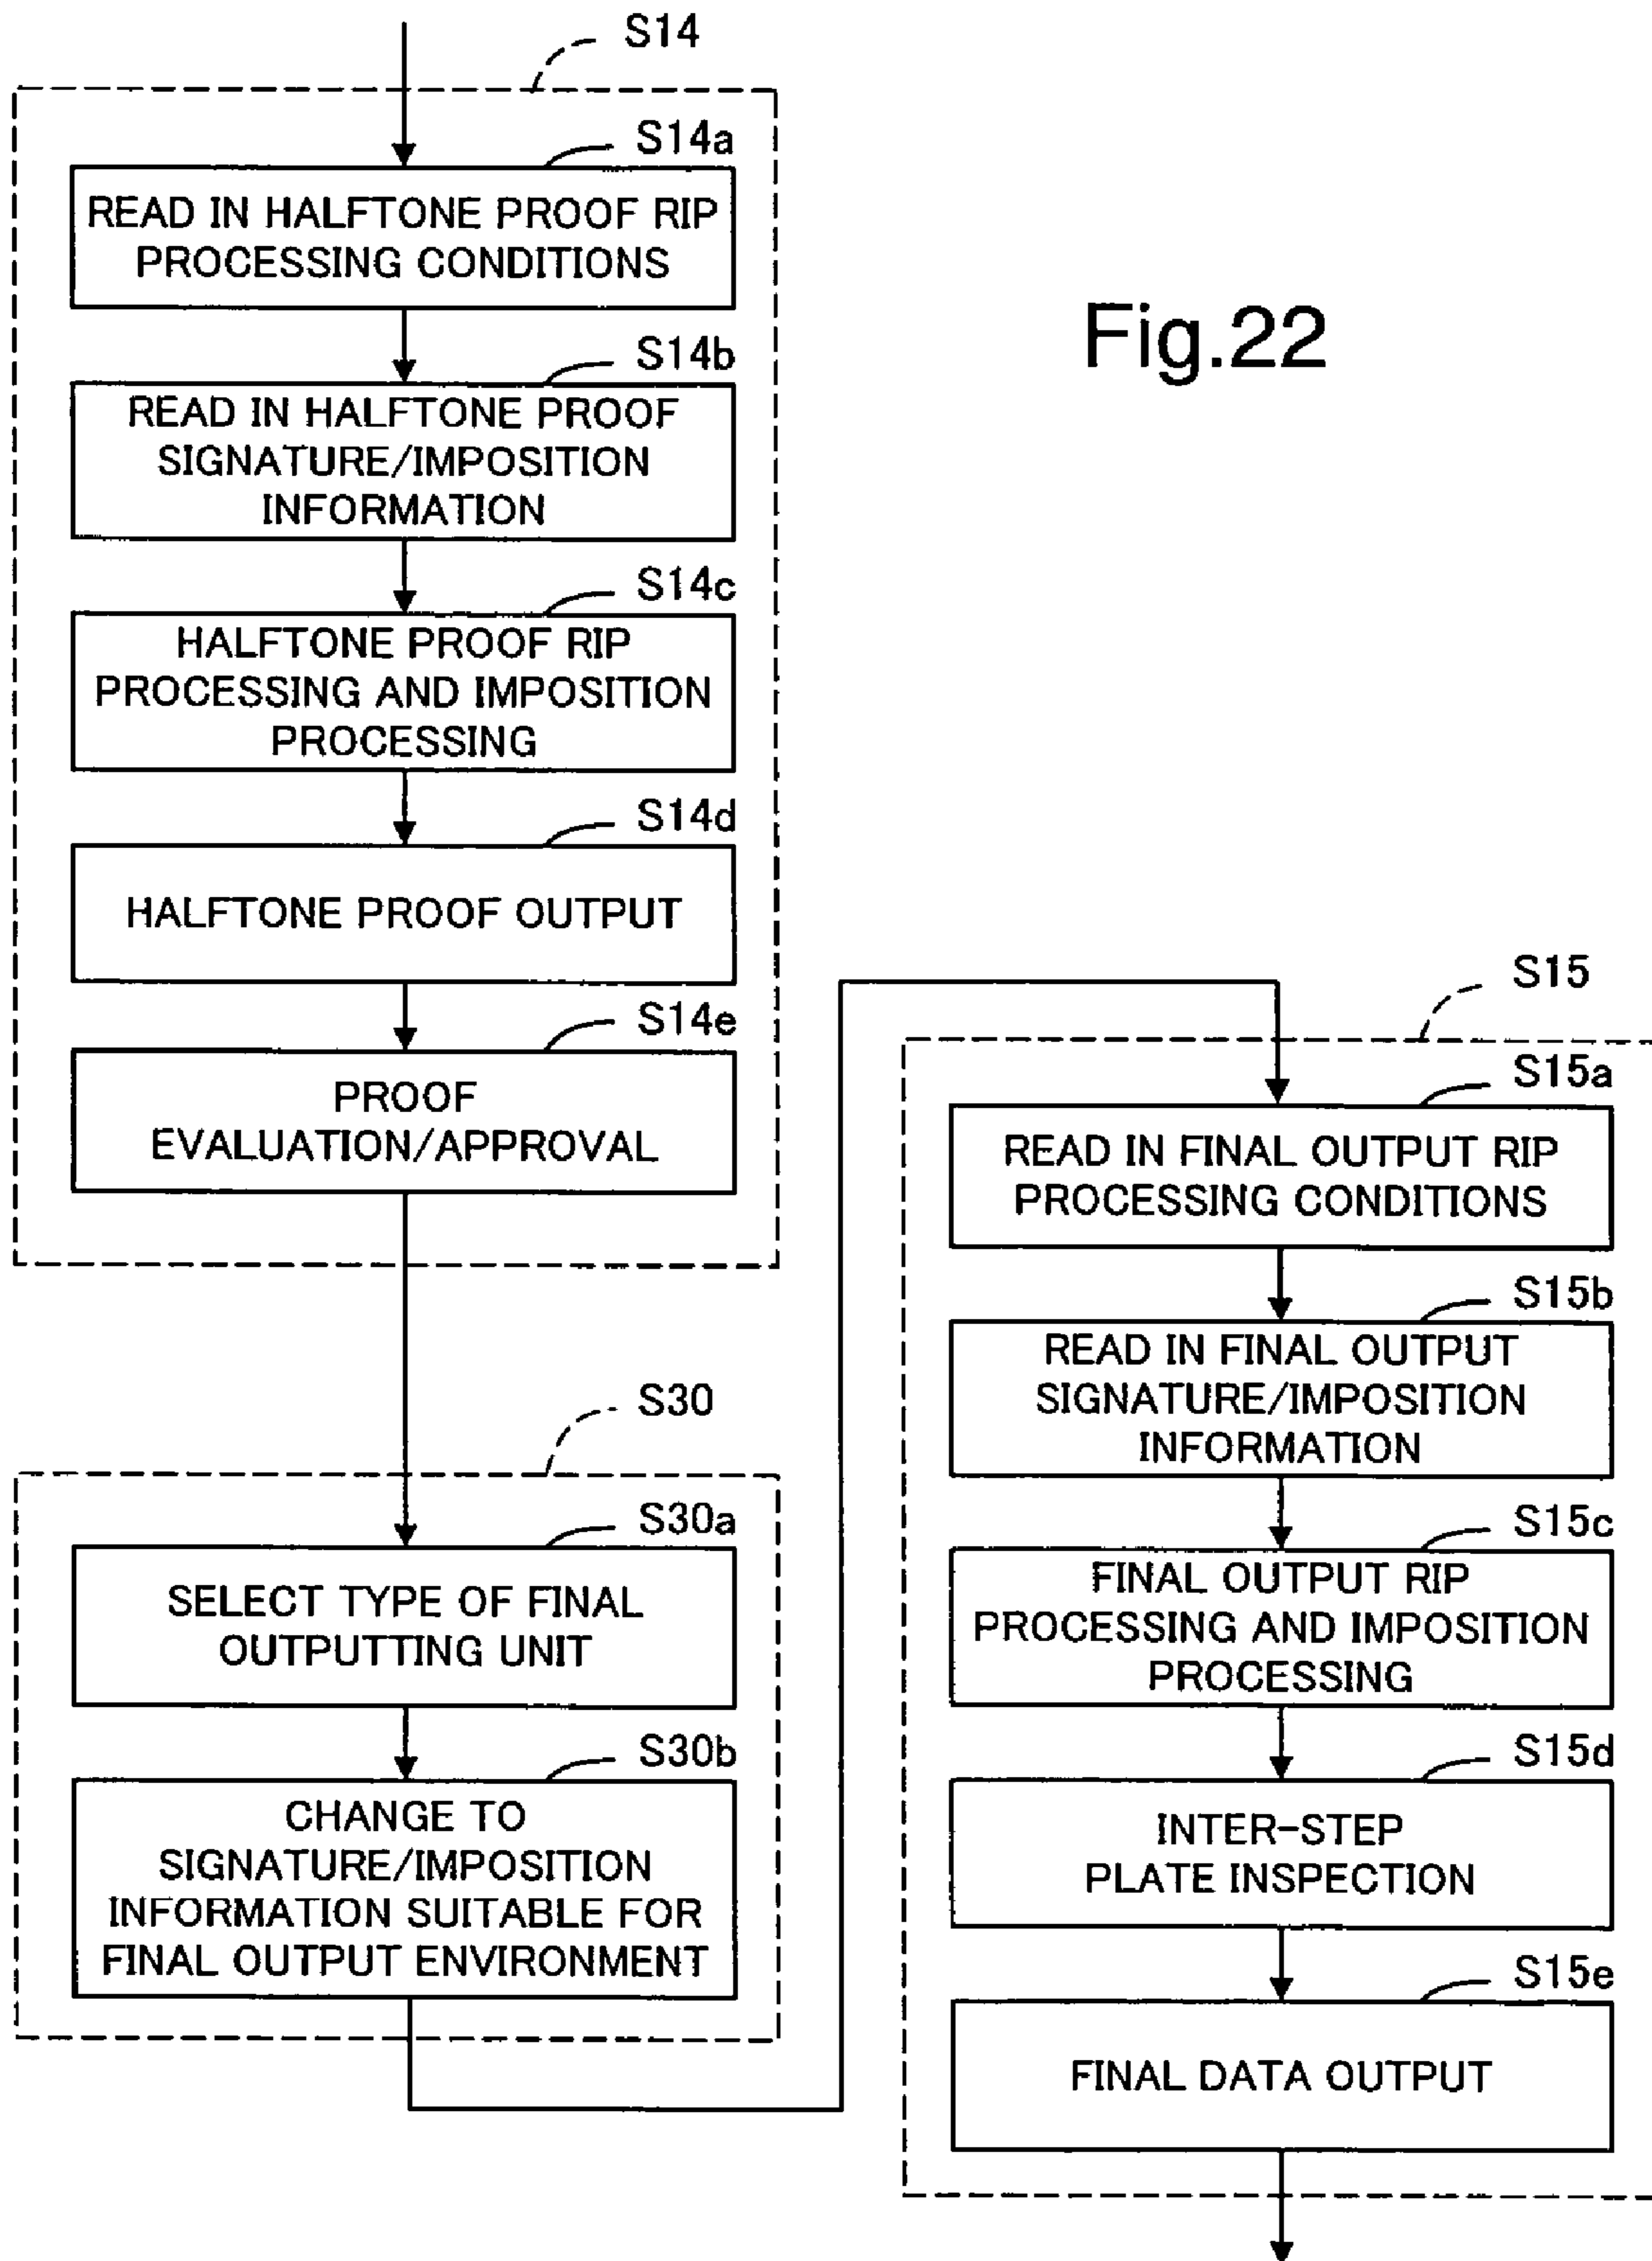 S14
S14a
READ IN HALFTONE PROOF RIP
PROCESSING CONDITIONS
S14b
READ IN HALFTONE PROOF
SIGNATURE/IMPOSITION
INFORMATION
S14c
HALFTONE PROOF RIP
PROCESSING AND IMPOSITION
PROCESSING
S14d
HALFTONE PROOF OUTPUT
S14e
PROOF
EVALUATION/APPROVAL
S30
S30a
SELECT TYPE OF FINAL
OUTPUTTING UNIT
S30b
CHANGE TO
SIGNATURE/IMPOSITION
INFORMATION SUITABLE FOR
FINAL OUTPUT ENVIRONMENT
Fig.22
S15
S15a
READ IN FINAL OUTPUT RIP
PROCESSING CONDITIONS
S15b
READ IN FINAL OUTPUT
SIGNATURE/IMPOSITION
INFORMATION
S15c
FINAL OUTPUT RIP
PROCESSING AND IMPOSITION
PROCESSING
S15d
INTER-STEP
PLATE INSPECTION
S15e
FINAL DATA OUTPUT